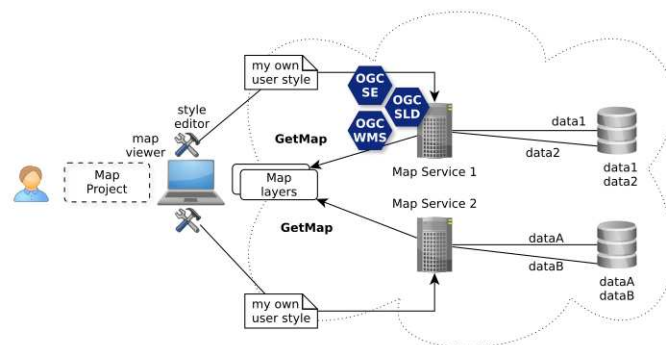 my own
user style
OGC
SE
OGC
SLD
OGC
WMS
style
editor
map
viewer
GetMap
data1
data2
data1
data2
Map Service 1
Map
Project
Map
layers
Map Service 2
GetMap
dataA
dataB
dataA
dataB
my own
user style